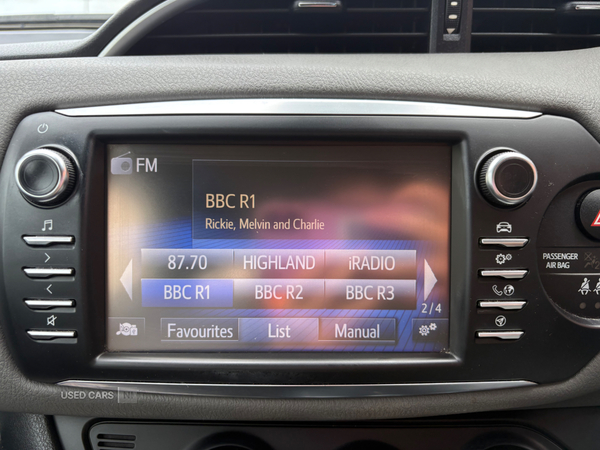 FM
BBC R1
Rickie, Melvin and Charlie
87.70 HIGHLAND iRADIO
BBC R1 BBC R2 BBC R3
2/4
Favourites List Manual
PASSENGER
AIR BAG
USED CARS NI